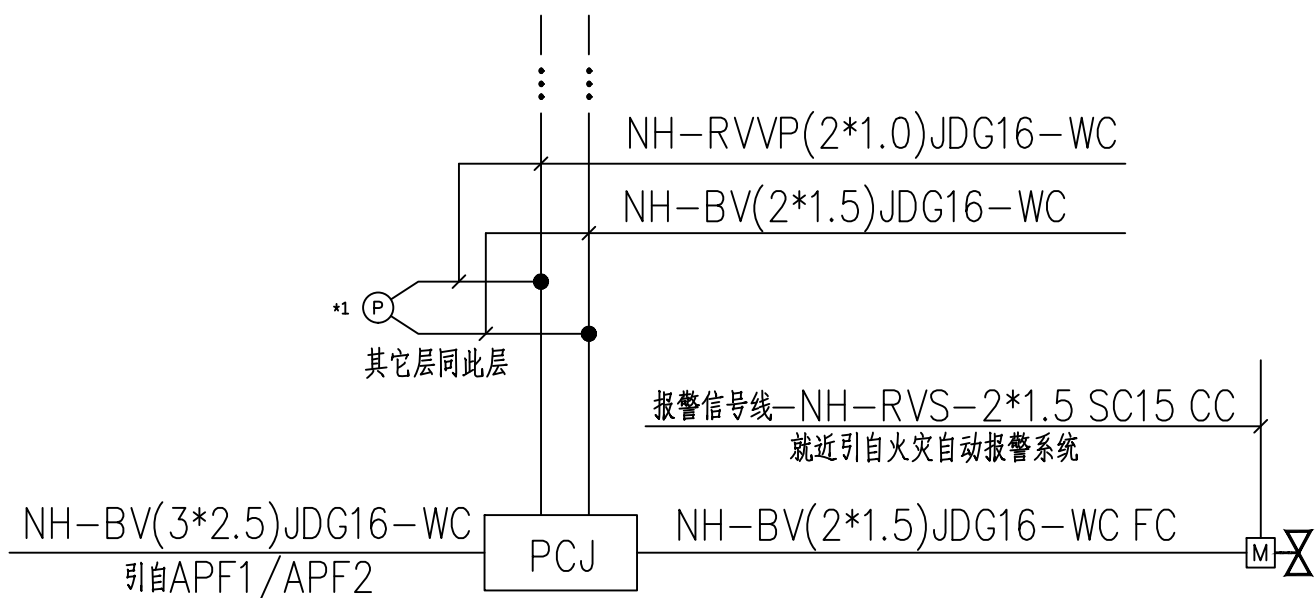 NH-RVVP(2*1.0)JDG16-WC
NH-BV(2*1.5)JDG16-WC
*1 P
其它层同此层
报警信号线-NH-RVS-2*1.5 SC15 CC
就近引自火灾自动报警系统
NH-BV(3*2.5)JDG16-WC
引自APF1/APF2
PCJ
NH-BV(2*1.5)JDG16-WC FC
M